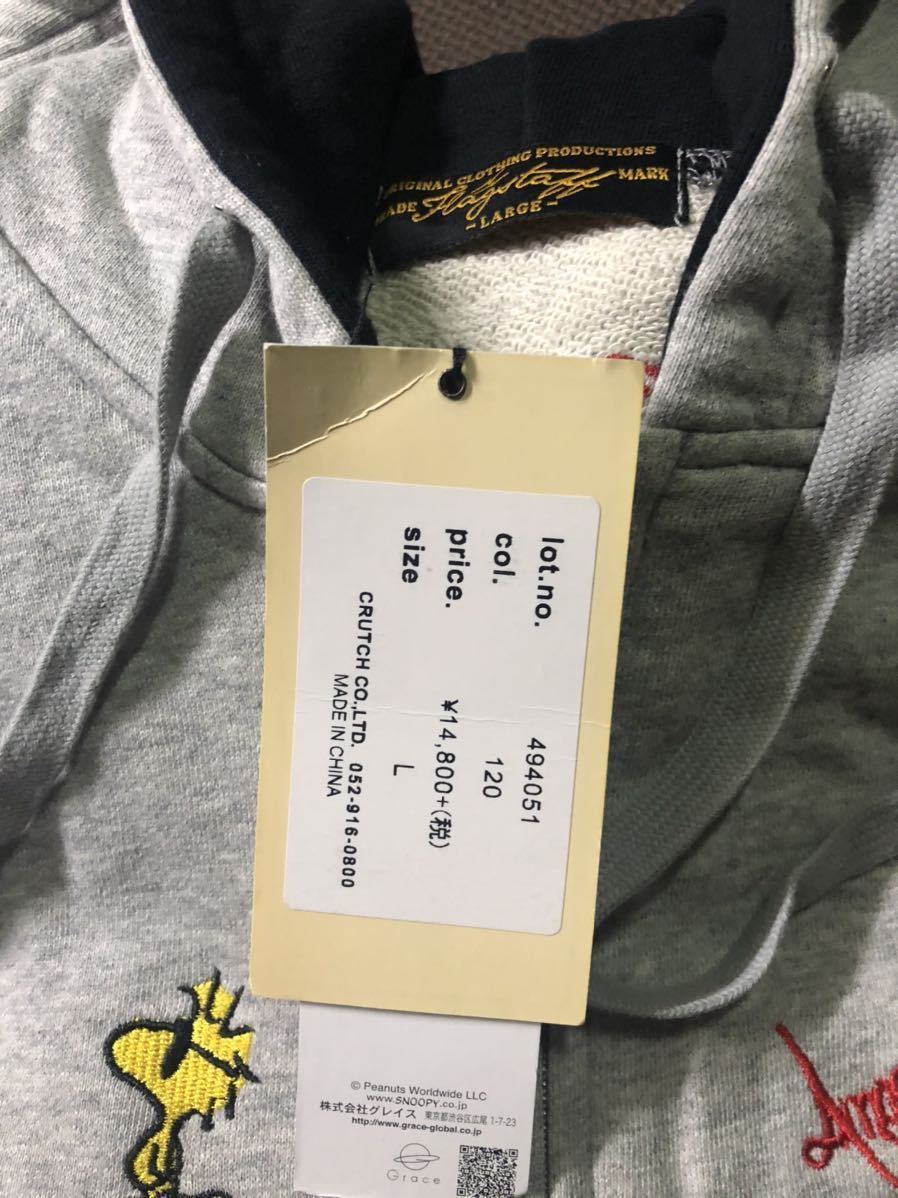 ORIGINAL CLOTHING PRODUCTIONS
MADE Flagstaff MARK
- LARGE -
lot.no. 494051
col. 120
price. ¥14,800+(税)
size L
CRUTCH CO.,LTD. 052-916-0800
MADE IN CHINA
© Peanuts Worldwide LLC
www.SNOOPY.co.jp
株式会社グレイス 東京都渋谷区広尾 1-7-23
http://www.grace-global.co.jp
Grace